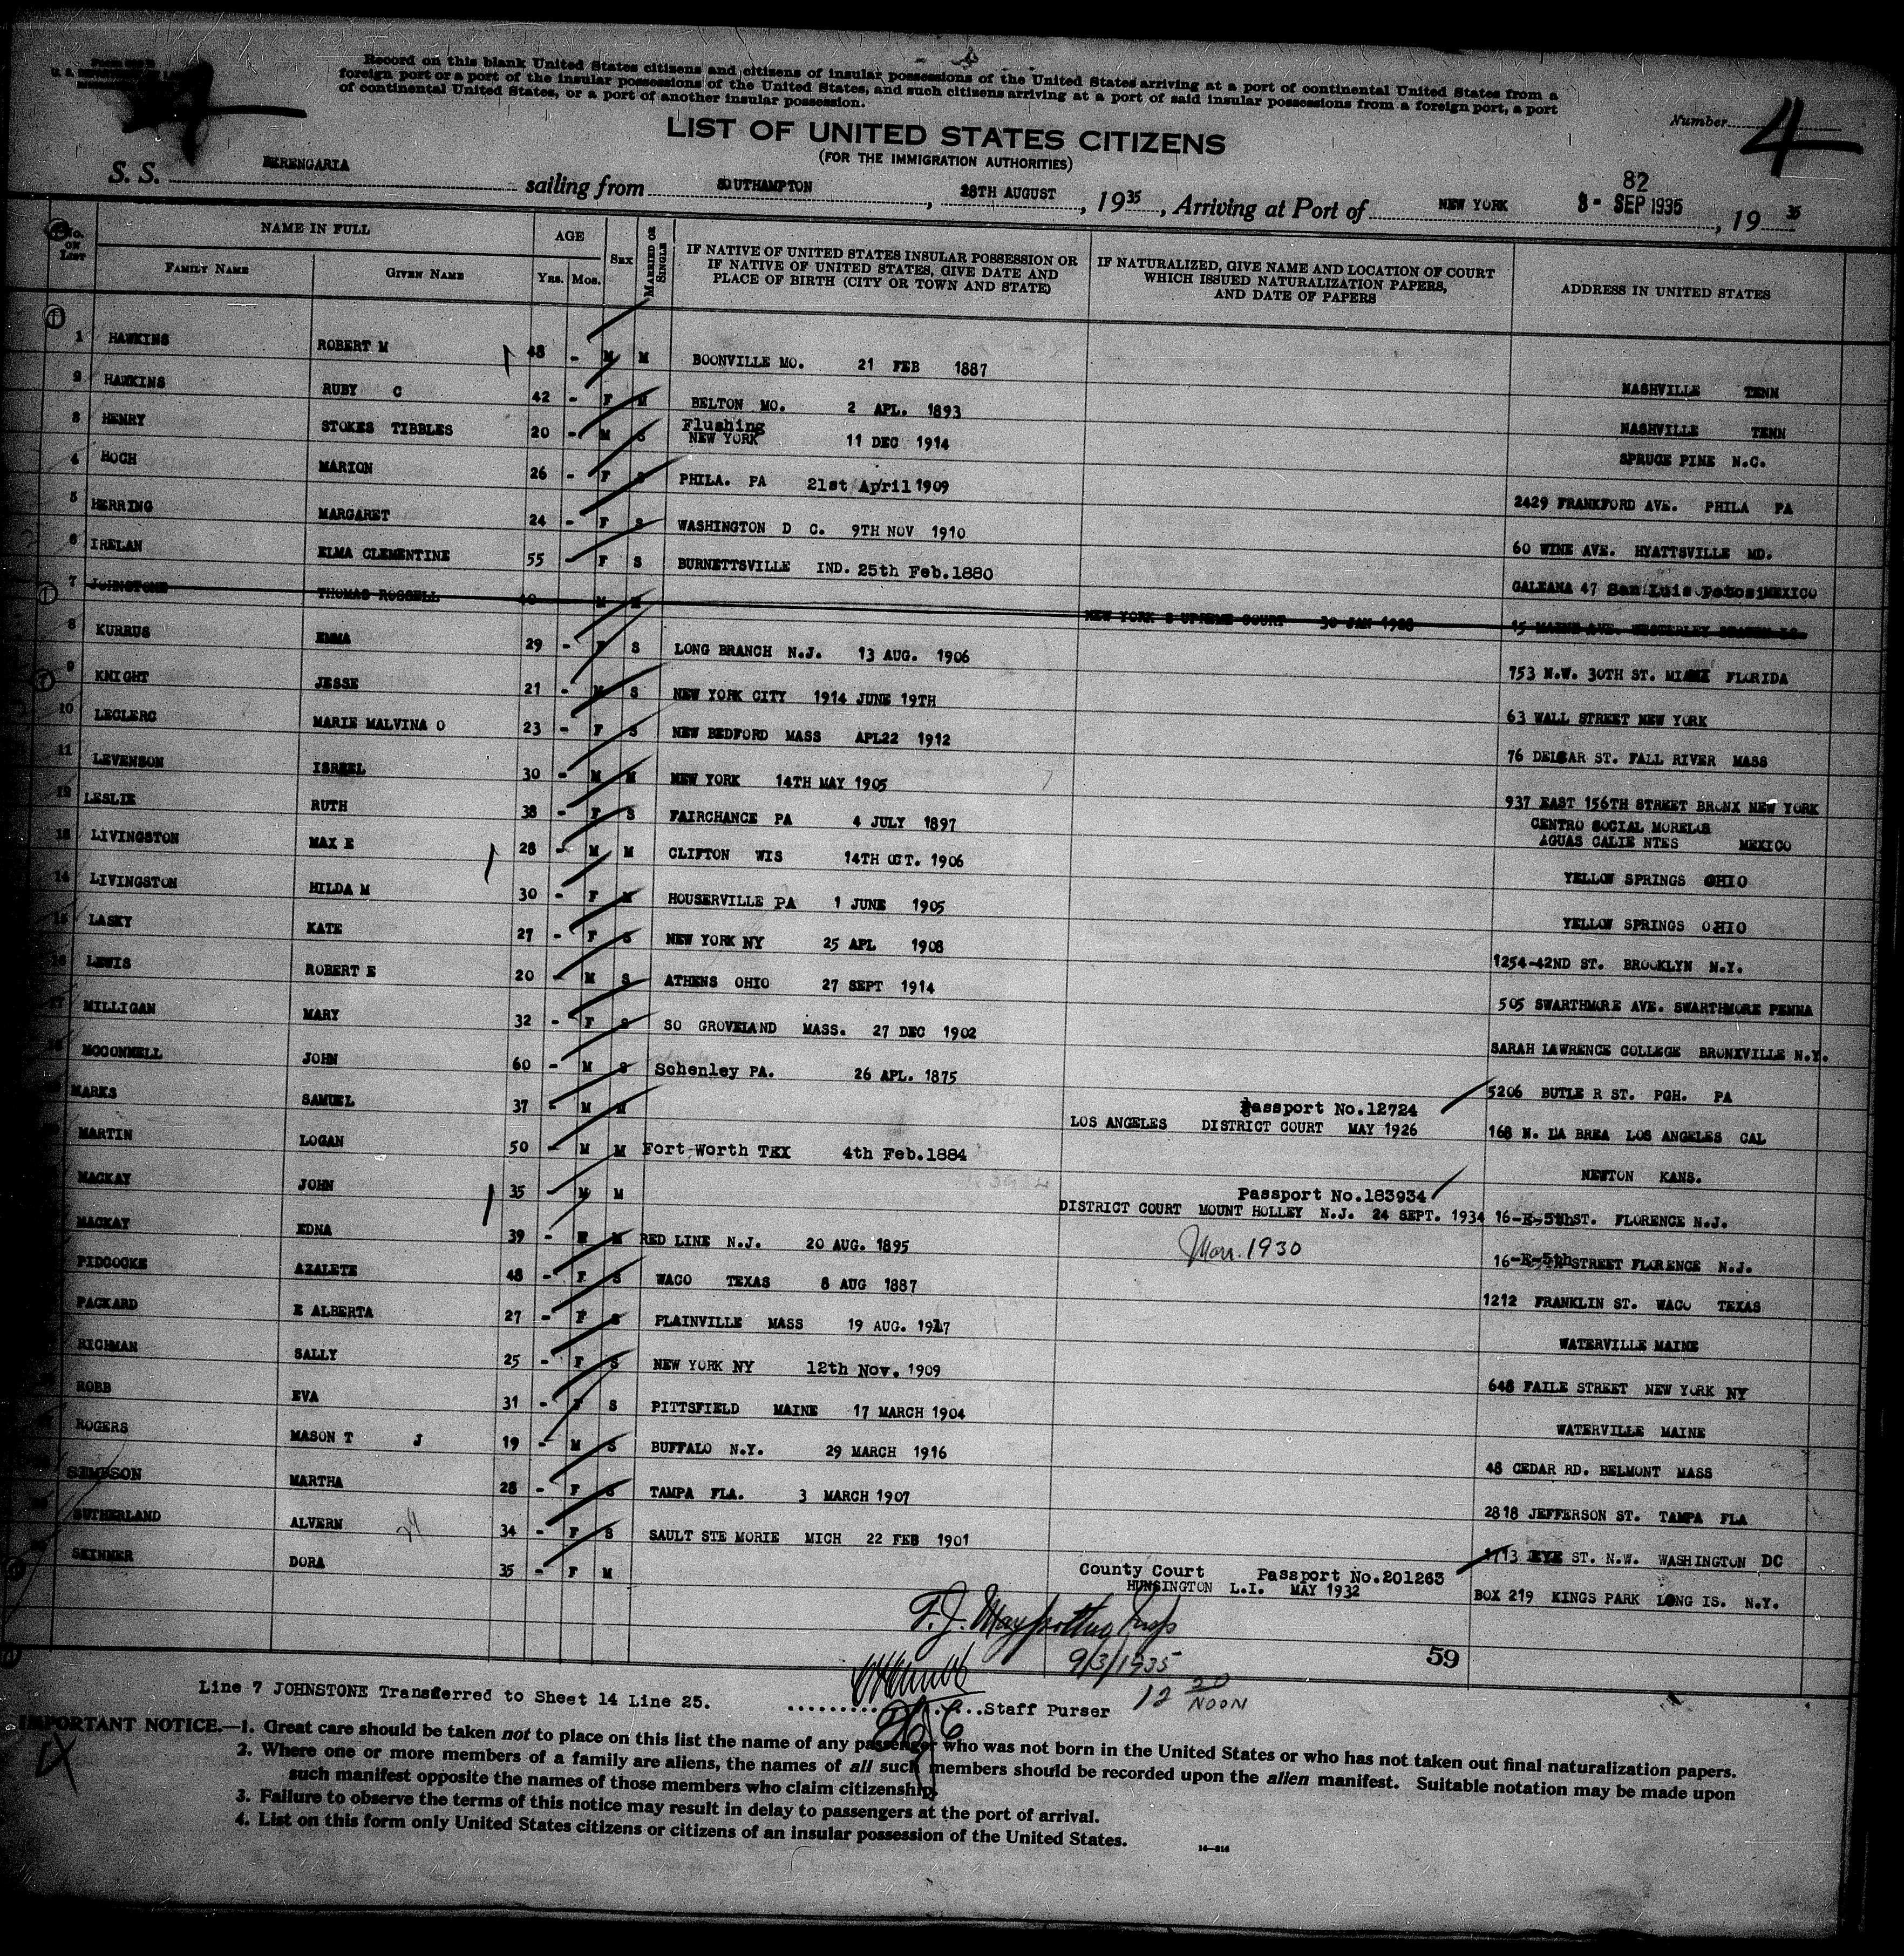 Record on this blank United States citizens and citizens of insular possessions of the United States arriving at a port of continental United States from a
foreign port or a port of the insular possessions of the United States, and such citizens arriving at a port of said insular possessions from a foreign port, a port
of continental United States, or a port of another insular possession.
Number 4
LIST OF UNITED STATES CITIZENS
(FOR THE IMMIGRATION AUTHORITIES)
82
S. S. BERENGARIA sailing from SOUTHAMPTON, 28TH AUGUST, 1935, Arriving at Port of NEW YORK 3- SEP 1935, 19 35
No. ON LIST
NAME IN FULL
FAMILY NAME GIVEN NAME
AGE
Yrs. Mos.
SEX
MARRIED OR SINGLE
IF NATIVE OF UNITED STATES INSULAR POSSESSION OR
IF NATIVE OF UNITED STATES, GIVE DATE AND
PLACE OF BIRTH (CITY OR TOWN AND STATE)
IF NATURALIZED, GIVE NAME AND LOCATION OF COURT
WHICH ISSUED NATURALIZATION PAPERS,
AND DATE OF PAPERS
ADDRESS IN UNITED STATES
1 HAWKINS ROBERT M 48 - M M BOONVILLE MO. 21 FEB 1887 NASHVILLE TENN
2 HAWKINS RUBY C 42 - F M BELTON MO. 2 APL. 1893 NASHVILLE TENN
3 HENRY STOKES TIBBLES 20 - M S Flushing NEW YORK 11 DEC 1914 SPRUCE PINE N.C.
4 HOCH MARION 26 - F S PHILA. PA 21st April 1909 2429 FRANKFORD AVE. PHILA PA
5 HERRING MARGARET 24 - F S WASHINGTON D C. 9TH NOV 1910 60 WINE AVE. HYATTSVILLE MD.
6 IRELAN ELMA CLEMENTINE 55 F S BURNETTSVILLE IND. 25th Feb.1880 GALEANA 47 San Luis Potosi MEXICO
7 JOHNSTONE THOMAS ROSSELL M M NEW YORK SUPREME COURT 30 JAN
8 KURRUS EMMA 29 - F S LONG BRANCH N.J. 13 AUG. 1906 753 N.W. 30TH ST. MIAMI FLORIDA
9 KNIGHT JESSE 21 - M S NEW YORK CITY 1914 JUNE 19TH 63 WALL STREET NEW YORK
10 LECLERC MARIE MALVINA O 23 - F S NEW BEDFORD MASS APL22 1912 76 DELCAR ST. FALL RIVER MASS
11 LEVENSON ISREEL 30 - M M NEW YORK 14TH MAY 1905 937 EAST 156TH STREET BRONX NEW YORK
12 LESLIE RUTH 38 - F S FAIRCHANCE PA 4 JULY 1897 CENTRO SOCIAL MORELOS
AGUAS CALIE NTES MEXICO
13 LIVINGSTON MAX E 28 - M M CLIFTON WIS 14TH OCT. 1906 YELLOW SPRINGS OHIO
14 LIVINGSTON HILDA M 30 - F M HOUSERVILLE PA 1 JUNE 1905 YELLOW SPRINGS OHIO
15 LASKY KATE 27 - F S NEW YORK NY 25 APL 1908 1254-42ND ST. BROOKLYN N.Y.
16 LEWIS ROBERT E 20 - M S ATHENS OHIO 27 SEPT 1914 505 SWARTHMORE AVE. SWARTHMORE PENNA
17 MILLIGAN MARY 32 - F S SO GROVELAND MASS. 27 DEC 1902 SARAH LAWRENCE COLLEGE BRONXVILLE N.Y.
MCCONNELL JOHN 60 - M S Schenley PA. 26 APL. 1875 5206 BUTLE R ST. PGH. PA
MARKS SAMUEL 37 - M M Passport No.12724
LOS ANGELES DISTRICT COURT MAY 1926 168 N. LA BREA LOS ANGELES CAL
MARTIN LOGAN 50 - M M Fort-Worth TEX 4th Feb.1884 NEWTON KANS.
MACKAY JOHN 35 - M M Passport No.183934
DISTRICT COURT MOUNT HOLLEY N.J. 24 SEPT. 1934 16-E-5th ST. FLORENCE N.J.
MACKAY EDNA 39 - F M RED LINE N.J. 20 AUG. 1895 Marr. 1930 16-E-5th STREET FLORENCE N.J.
PIDCOCKE AZALETE 48 - F S WACO TEXAS 8 AUG 1887 1212 FRANKLIN ST. WACO TEXAS
PACKARD E ALBERTA 27 - F S PLAINVILLE MASS 19 AUG. WATERVILLE MAINE
RICHMAN SALLY 25 - F S NEW YORK NY 12th Nov. 1909 648 FAILE STREET NEW YORK NY
ROBB EVA 31 - F S PITTSFIELD MAINE 17 MARCH 1904 WATERVILLE MAINE
ROGERS MASON T J 19 - M S BUFFALO N.Y. 29 MARCH 1916 48 CEDAR RD. BELMONT MASS
SIMPSON MARTHA 28 - F S TAMPA FLA. 3 MARCH 1907 2818 JEFFERSON ST. TAMPA FLA
SUTHERLAND ALVERN 34 - F S SAULT STE MORIE MICH 22 FEB 1901 1713 EYE ST. N.W. WASHINGTON DC
SKINNER DORA 35 - F M County Court Passport No.201263
HUNSINGTON L.I. MAY 1932 BOX 219 KINGS PARK LONG IS. N.Y.
9/3/1935
59
Line 7 JOHNSTONE Transferred to Sheet 14 Line 25. Staff Purser 12 20 NOON
IMPORTANT NOTICE.—1. Great care should be taken not to place on this list the name of any passenger who was not born in the United States or who has not taken out final naturalization papers.
2. Where one or more members of a family are aliens, the names of all such members should be recorded upon the alien manifest. Suitable notation may be made upon
such manifest opposite the names of those members who claim citizenship.
3. Failure to observe the terms of this notice may result in delay to passengers at the port of arrival.
4. List on this form only United States citizens or citizens of an insular possession of the United States.
IX